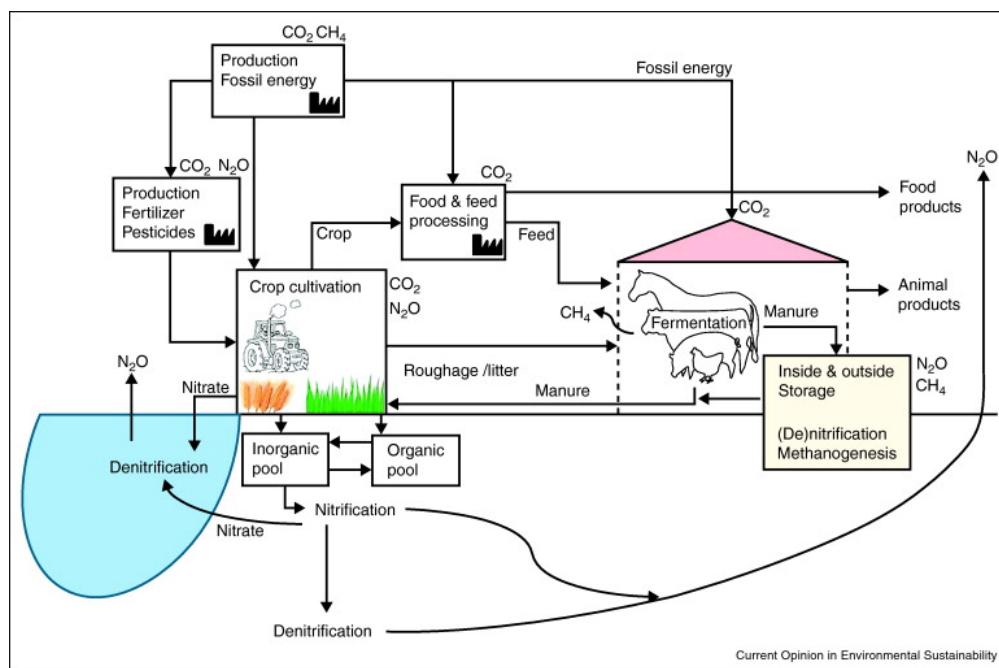 CO₂ CH₄
Production
Fossil energy
Fossil energy
CO₂ N₂O
Production
Fertilizer
Pesticides
CO₂
Food & feed
processing
Food
products
N₂O
Crop
Feed
CO₂
Crop cultivation
CO₂
N₂O
CH₄
Fermentation
Manure
Animal
products
Roughage /litter
Manure
Inside & outside
Storage
(De)nitrification
Methanogenesis
N₂O
CH₄
N₂O
Nitrate
Denitrification
Inorganic
pool
Organic
pool
Nitrification
Nitrate
Denitrification
Current Opinion in Environmental Sustainability